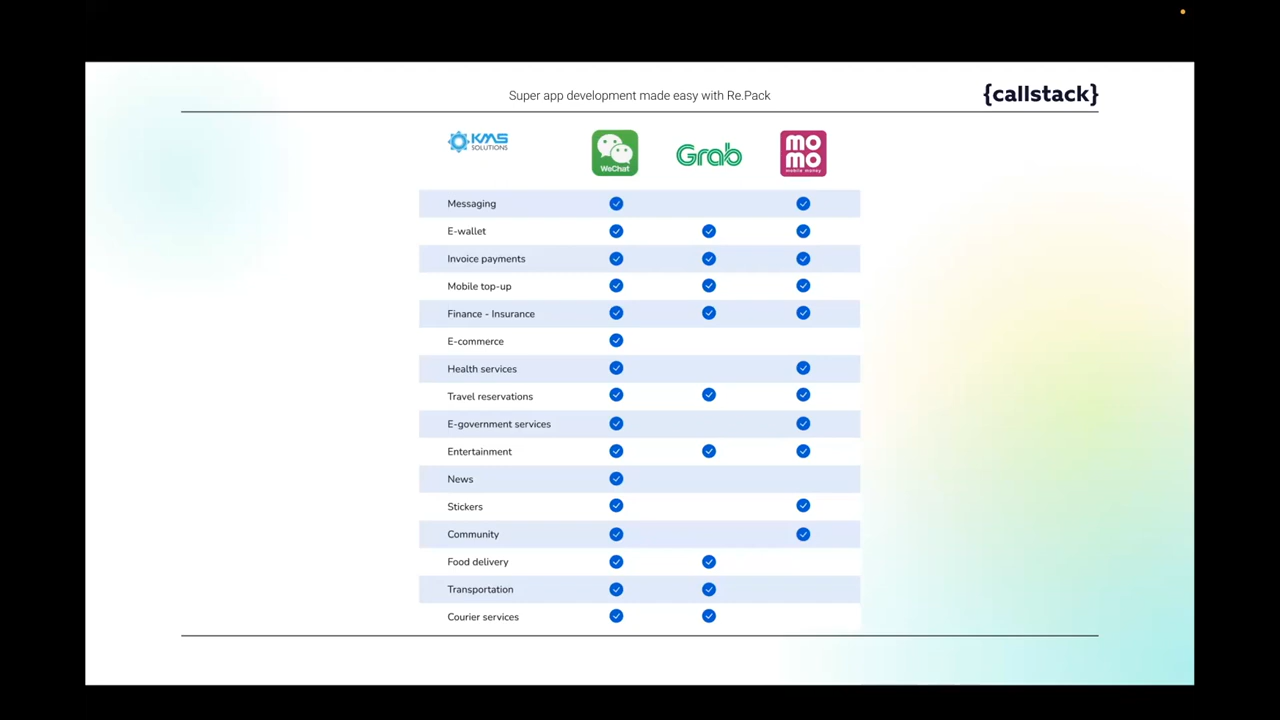 Super app development made easy with Re.Pack
{callstack}
KMS
SOLUTIONS
WeChat
Grab
mo
mo
mobile money
Messaging
E-wallet
Invoice payments
Mobile top-up
Finance - Insurance
E-commerce
Health services
Travel reservations
E-government services
Entertainment
News
Stickers
Community
Food delivery
Transportation
Courier services